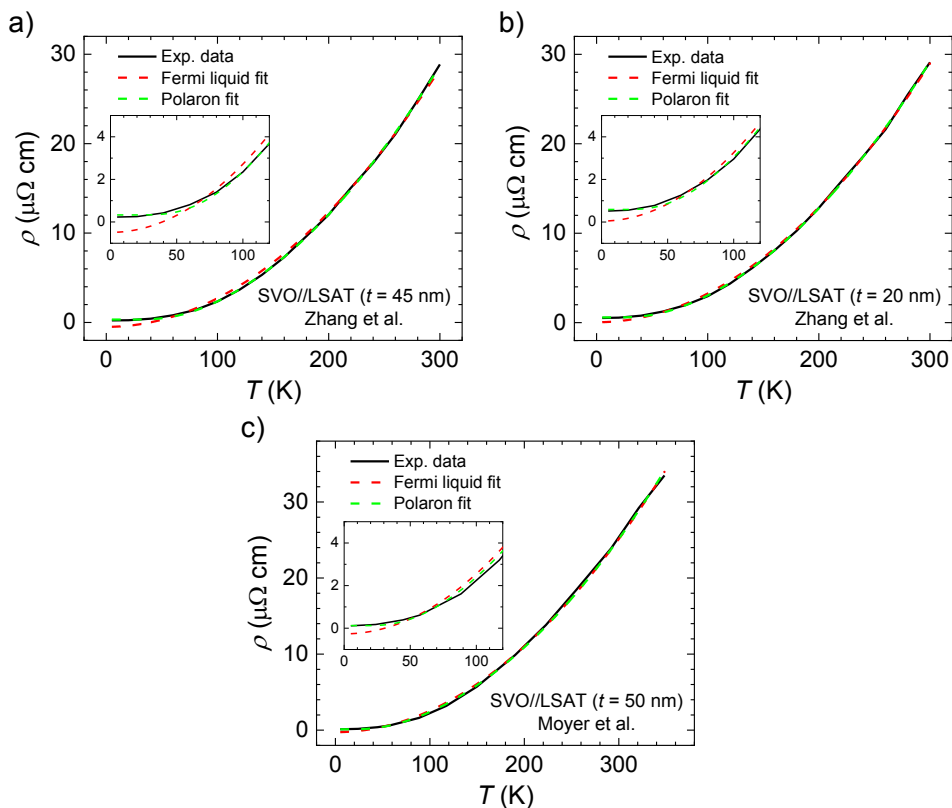 a)
30
20
10
0
ρ (μΩ cm)
Exp. data
Fermi liquid fit
Polaron fit
4
2
0
0
50
100
SVO//LSAT (t = 45 nm)
Zhang et al.
0
100
200
300
T (K)
b)
30
20
10
0
ρ (μΩ cm)
Exp. data
Fermi liquid fit
Polaron fit
4
2
0
0
50
100
SVO//LSAT (t = 20 nm)
Zhang et al.
0
100
200
300
T (K)
c)
30
20
10
0
ρ (μΩ cm)
Exp. data
Fermi liquid fit
Polaron fit
4
2
0
0
50
100
SVO//LSAT (t = 50 nm)
Moyer et al.
0
100
200
300
T (K)